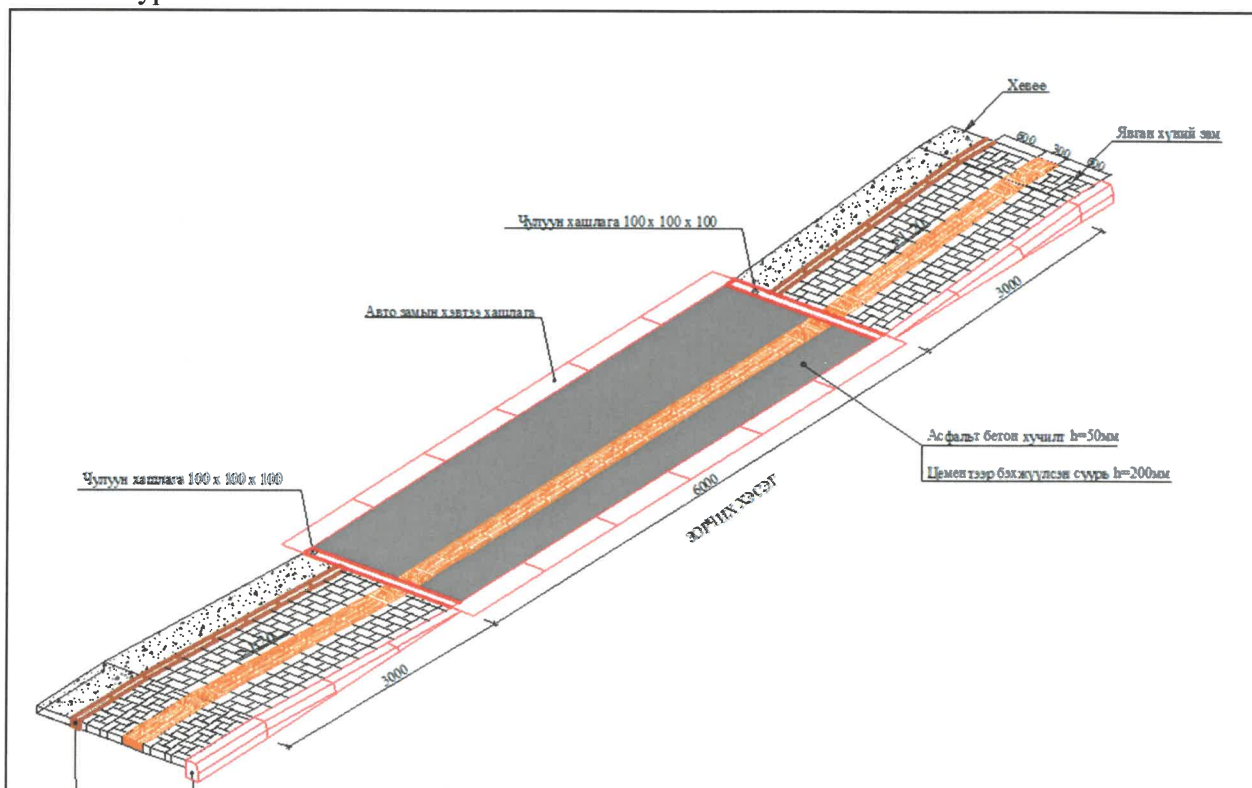 Хөвөө
Явган хүний зам
600
300
600
Чулуун хашлага 100 x 100 x 100
3000
Авто замын хэвтээ хашлага
Асфальт бетон хучилт h=50мм
Цементээр бэхжүүлсэн суурь h=200мм
Чулуун хашлага 100 x 100 x 100
6000
ЗОРЧИХ ХЭСЭГ
3000